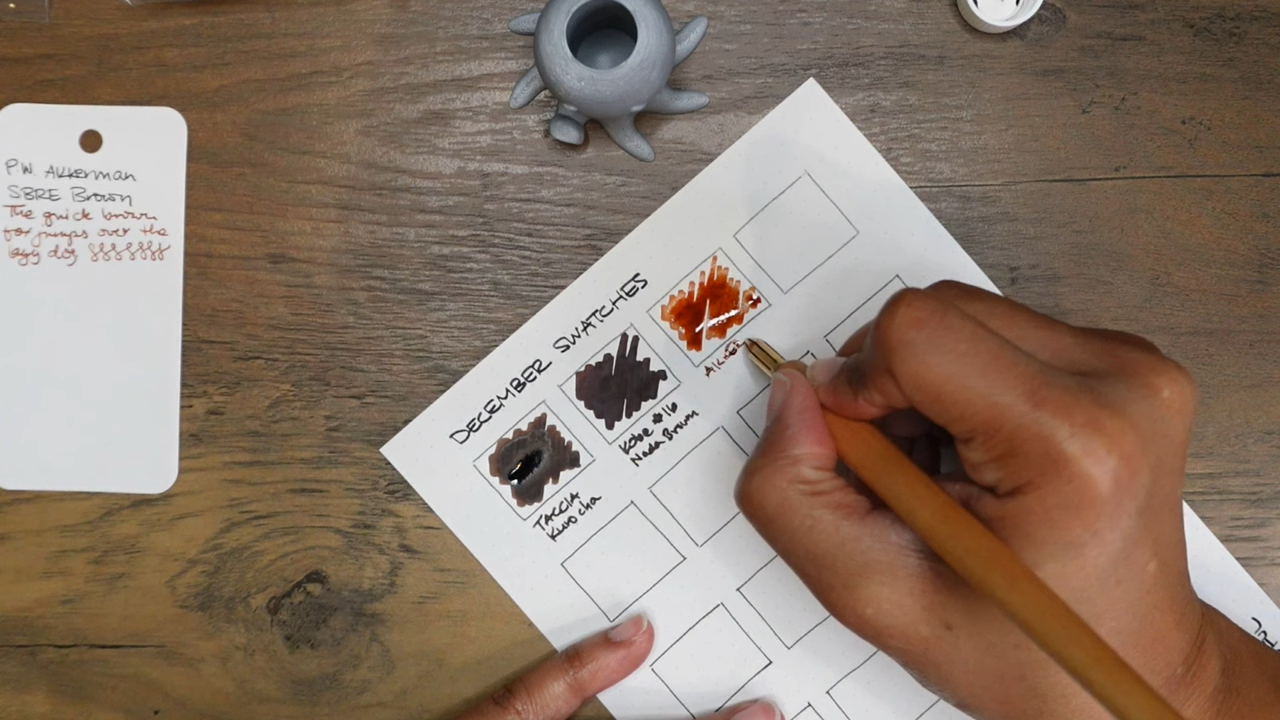 P.W. Akkerman
SBRE Brown
The quick brown
fox jumps over the
lazy dog
DECEMBER SWATCHES
TACCIA
Kuro cha
Kobe #16
Nada Brown